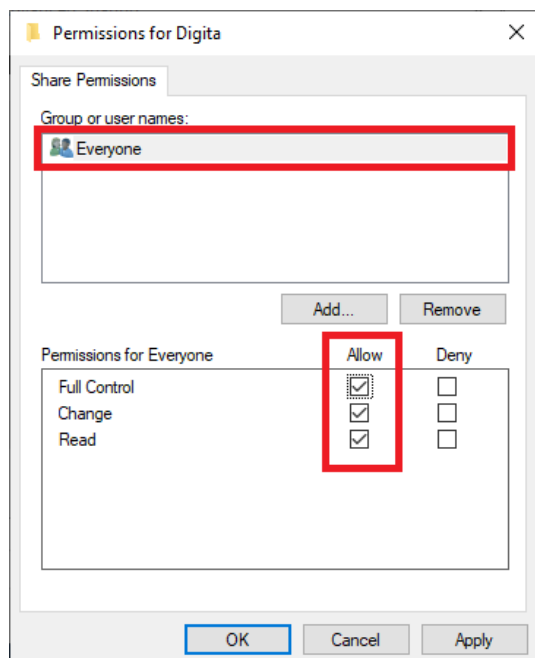 Permissions for Digita
Share Permissions
Group or user names:
Everyone
Add... Remove
Permissions for Everyone Allow Deny
Full Control
Change
Read
OK Cancel Apply